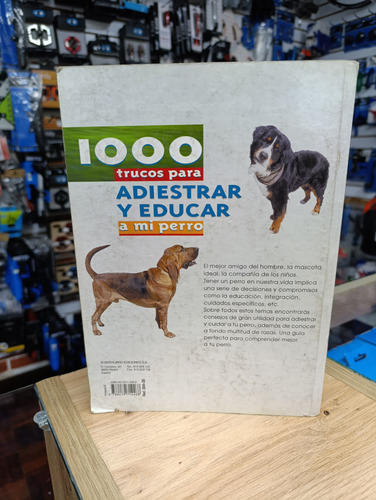 1000
trucos para
ADIESTRAR
Y EDUCAR
a mi perro
El mejor amigo del hombre, la mascota
ideal, la compañía de los niños.
Tener un perro en nuestra vida implica
una serie de decisiones y compromisos
como la educación, integración,
cuidados específicos, etc.
Sobre todos estos temas encontrarás
consejos de gran utilidad para adiestrar
y cuidar a tu perro, además de conocer
a fondo multitud de razas. Una guía
perfecta para comprender mejor
a tu perro.